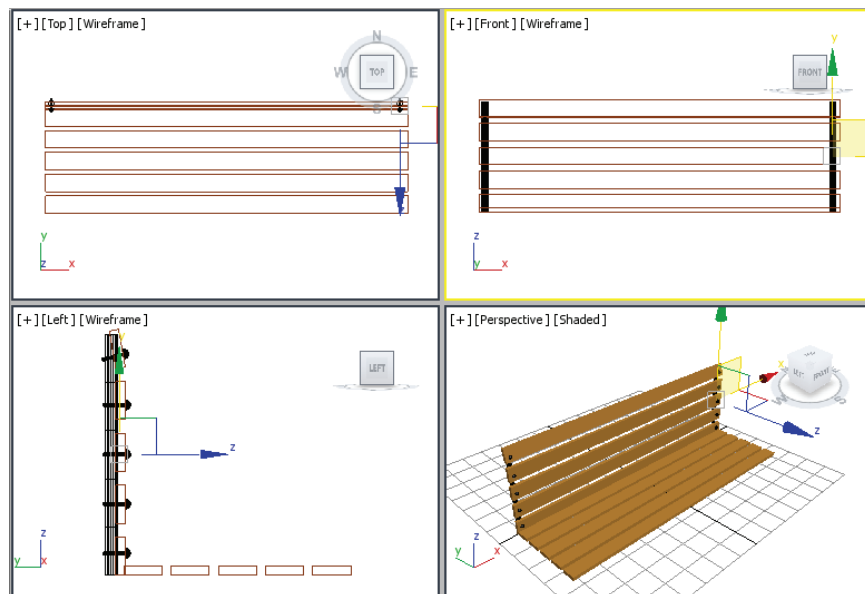 [+] [Top] [Wireframe]
N
W
TOP
E
S
y
z
x
[+] [Front] [Wireframe]
y
FRONT
z
y
x
[+] [Left] [Wireframe]
y
LEFT
z
z
y
x
[+] [Perspective] [Shaded]
x
W
S
z
z
y
x